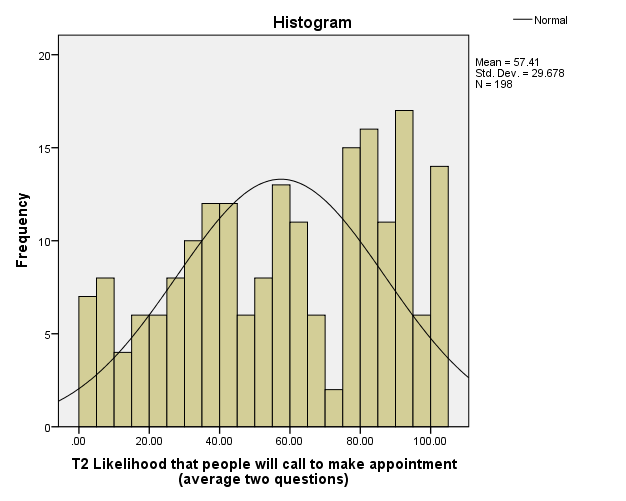 Histogram
Normal
Mean = 57.41
Std. Dev. = 29.678
N = 198
Frequency
20
15
10
5
0
.00 20.00 40.00 60.00 80.00 100.00
T2 Likelihood that people will call to make appointment
(average two questions)